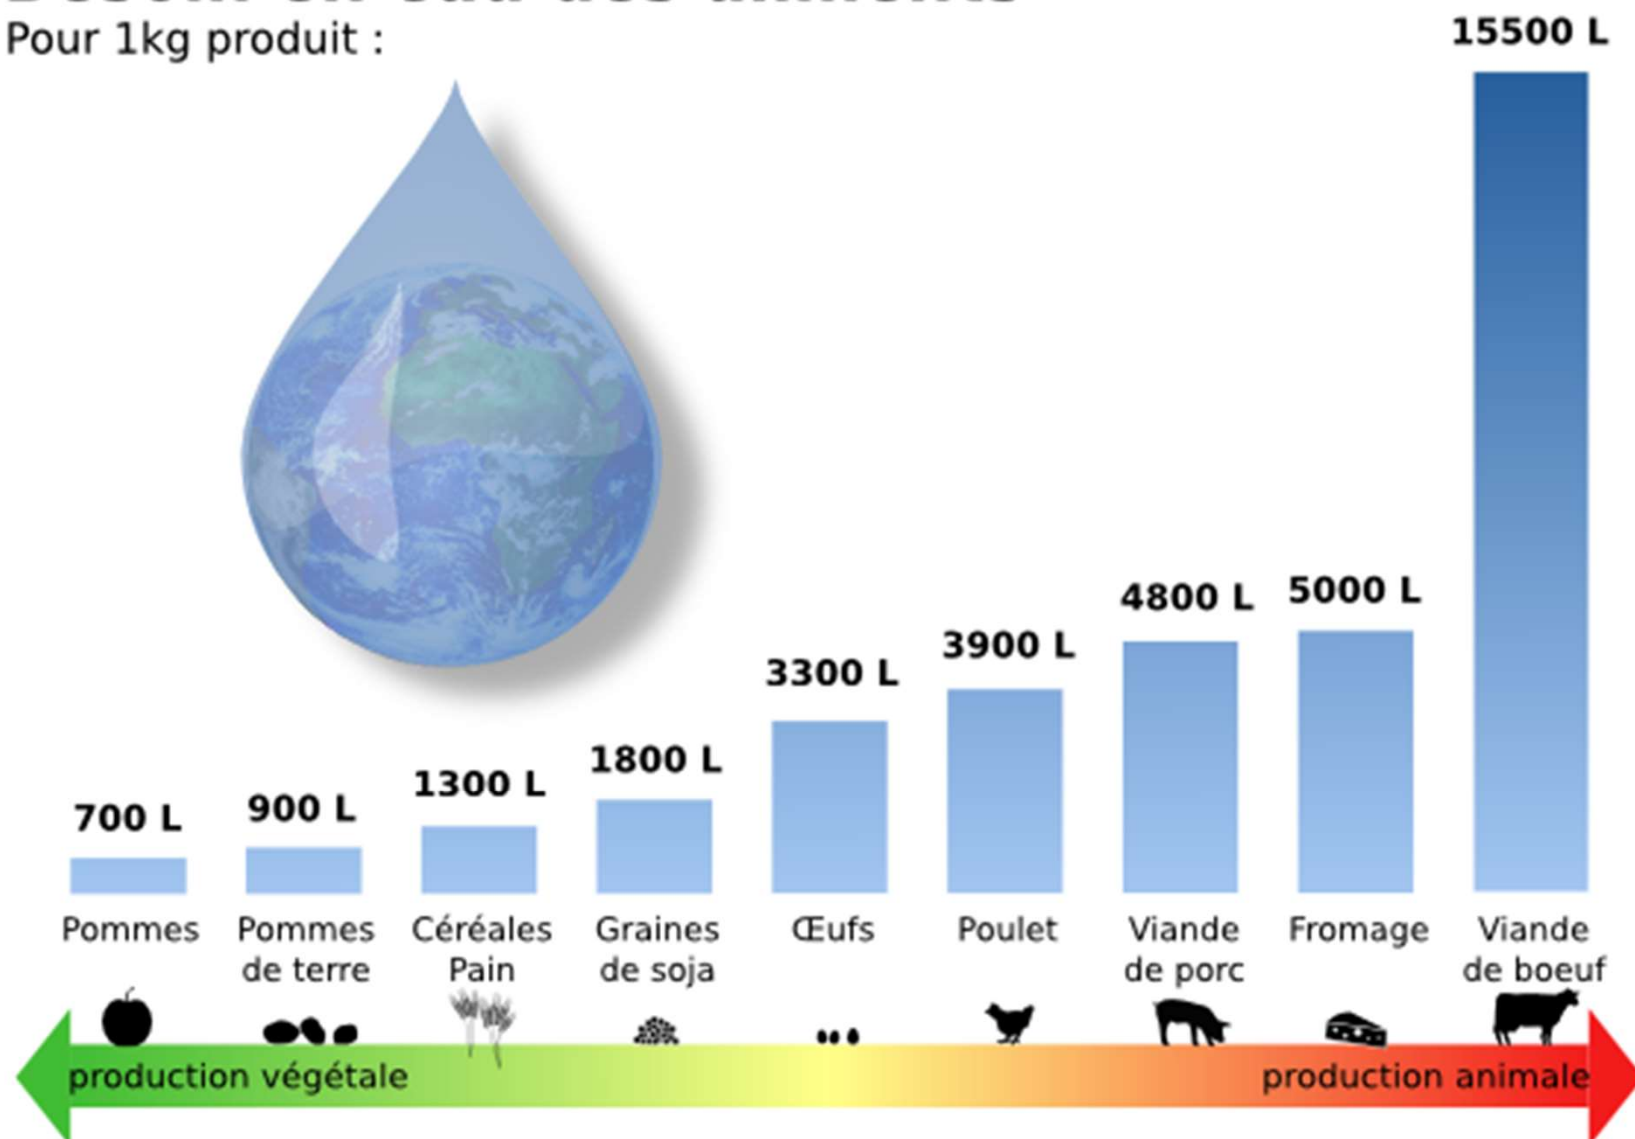 Pour 1kg produit :
15500 L
5000 L
4800 L
3900 L
3300 L
1800 L
1300 L
900 L
700 L
Pommes
Pommes
de terre
Céréales
Pain
Graines
de soja
Œufs
Poulet
Viande
de porc
Fromage
Viande
de boeuf
production végétale
production animale